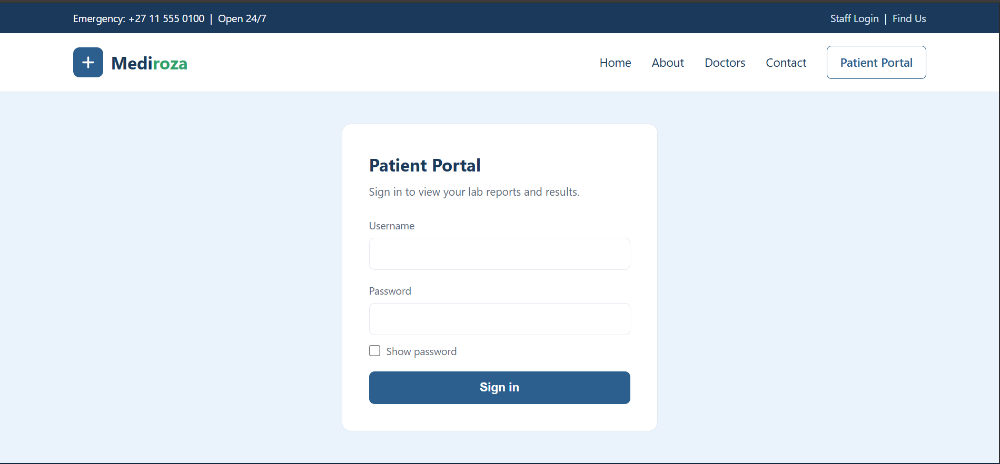 Emergency: +27 11 555 0100 | Open 24/7
Staff Login | Find Us
Mediroza
Home
About
Doctors
Contact
Patient Portal
Patient Portal
Sign in to view your lab reports and results.
Username
Password
Show password
Sign in